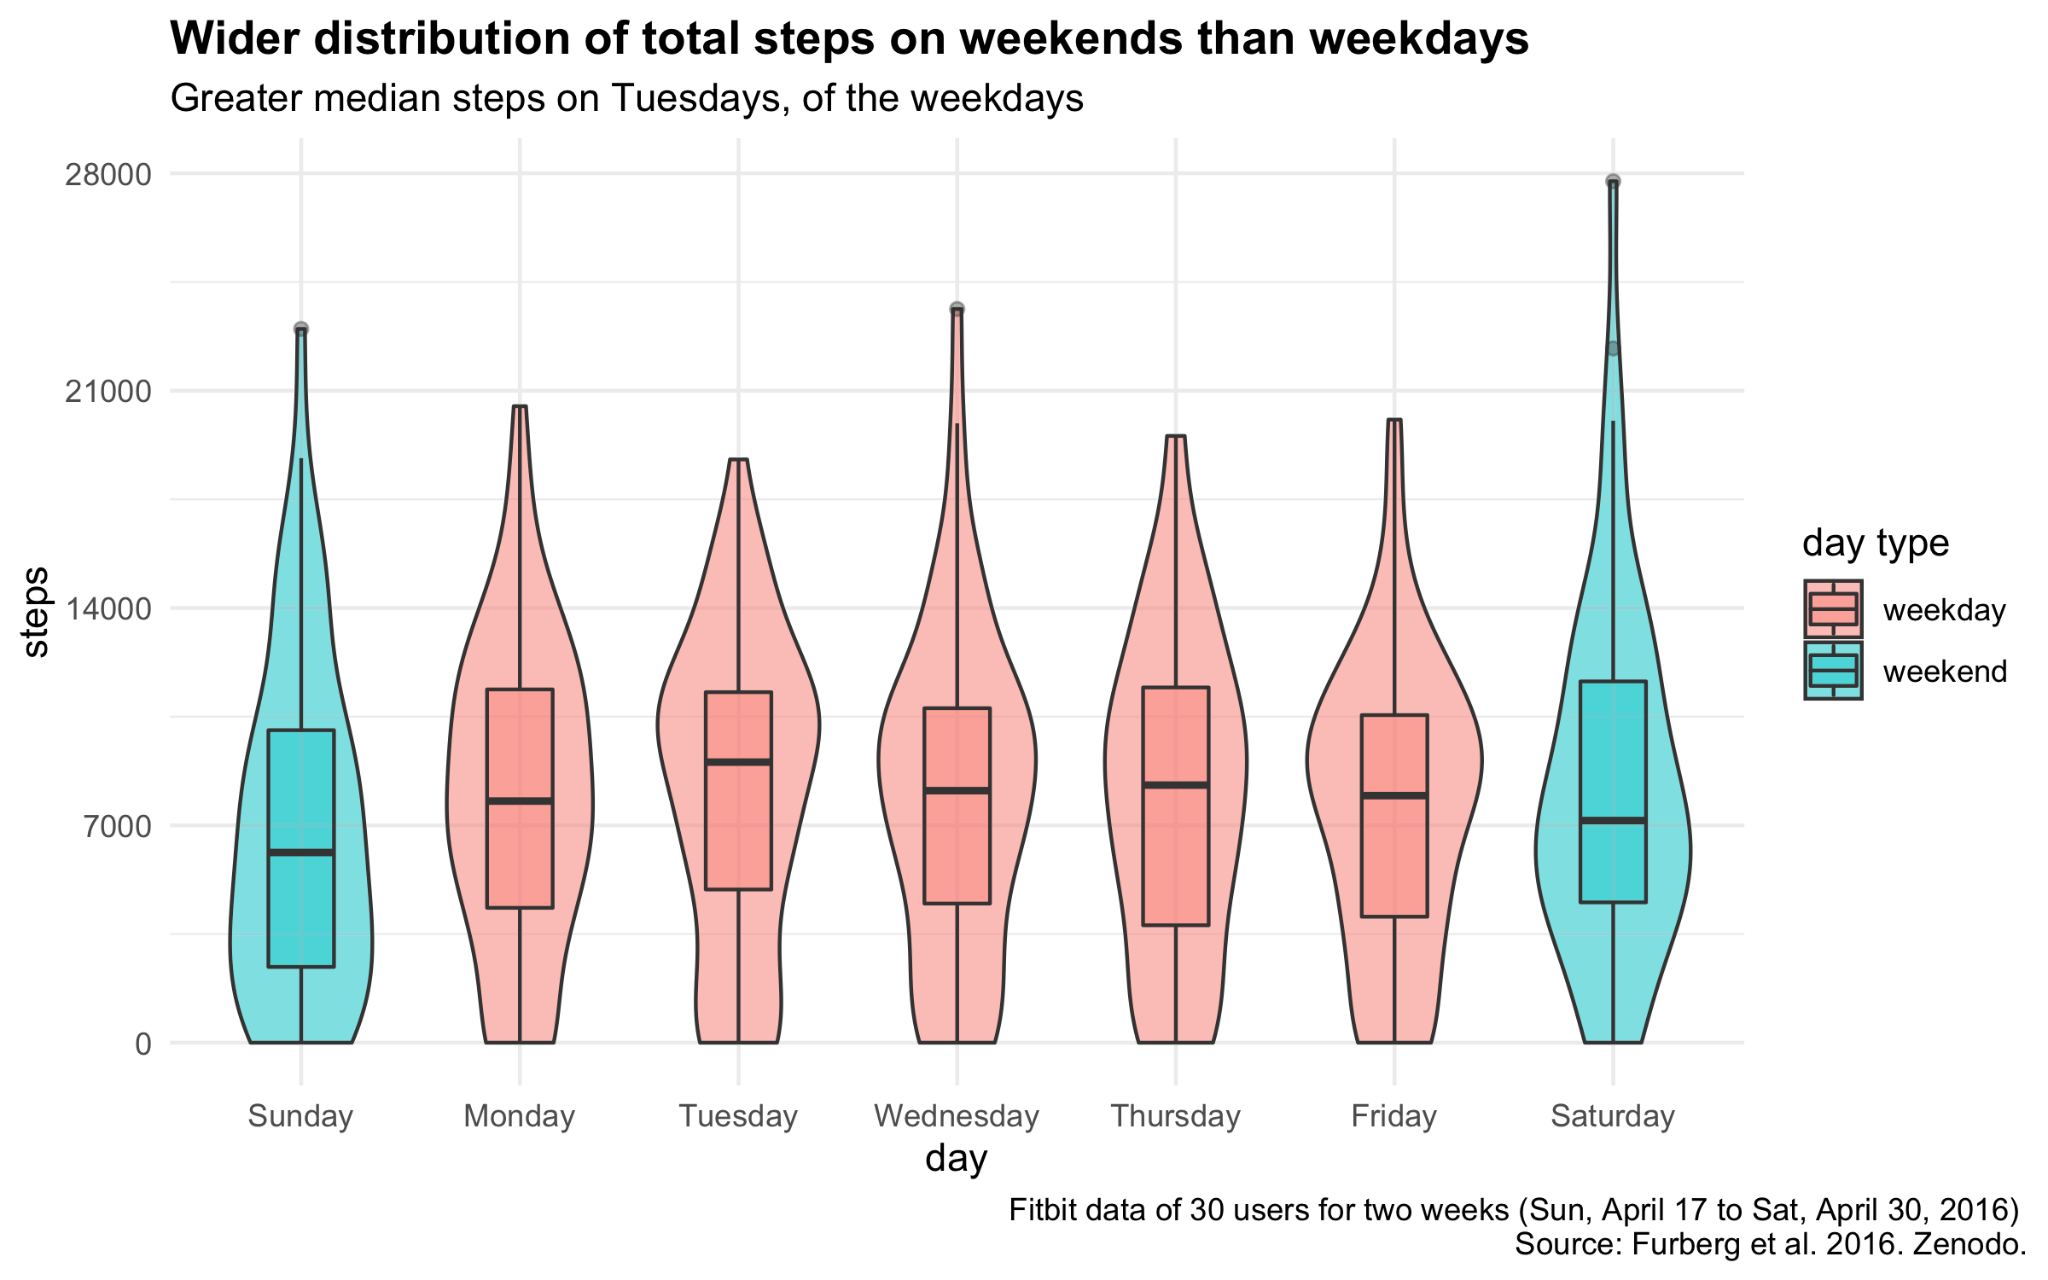 Wider distribution of total steps on weekends than weekdays
Greater median steps on Tuesdays, of the weekdays
28000
21000
14000
7000
0
steps
Sunday Monday Tuesday Wednesday Thursday Friday Saturday
day
day type
weekday
weekend
Fitbit data of 30 users for two weeks (Sun, April 17 to Sat, April 30, 2016)
Source: Furberg et al. 2016. Zenodo.